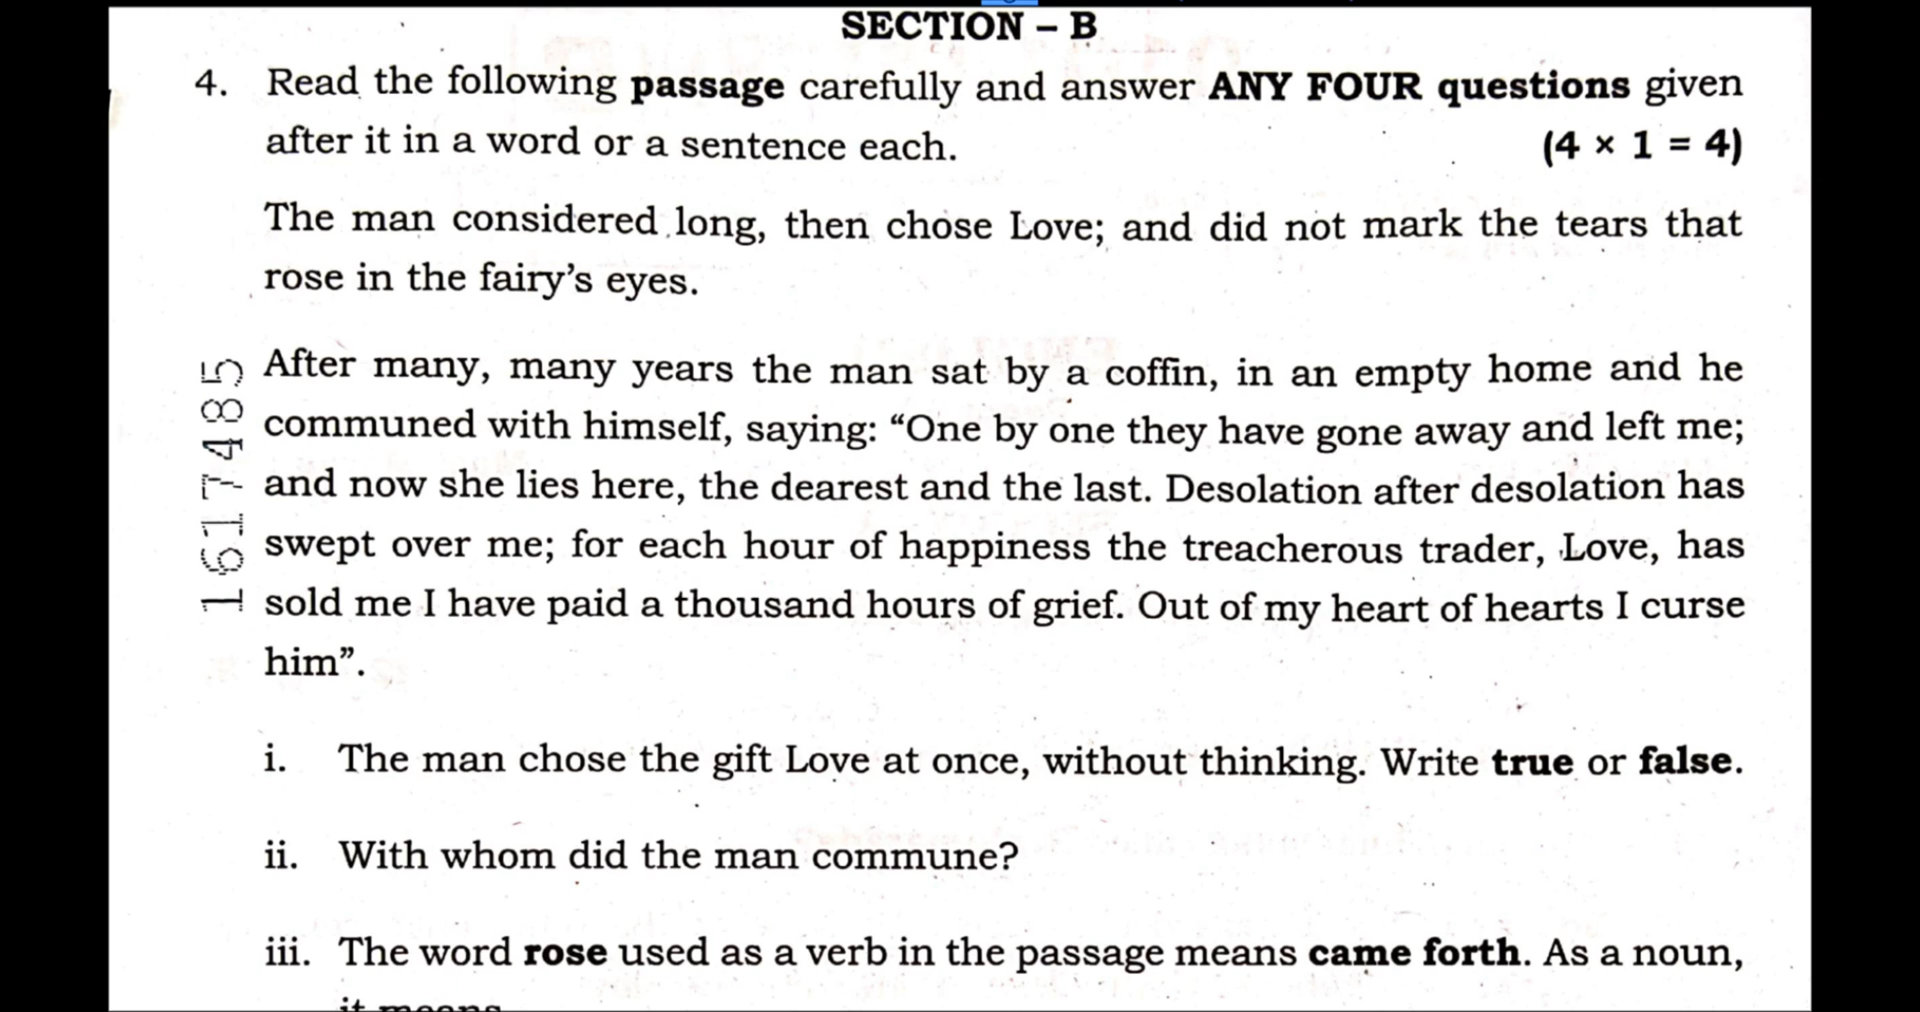 SECTION – B
4. Read the following passage carefully and answer ANY FOUR questions given
after it in a word or a sentence each. (4 × 1 = 4)
The man considered long, then chose Love; and did not mark the tears that
rose in the fairy’s eyes.
After many, many years the man sat by a coffin, in an empty home and he
communed with himself, saying: “One by one they have gone away and left me;
and now she lies here, the dearest and the last. Desolation after desolation has
swept over me; for each hour of happiness the treacherous trader, Love, has
sold me I have paid a thousand hours of grief. Out of my heart of hearts I curse
him”.
1617485
i. The man chose the gift Love at once, without thinking. Write true or false.
ii. With whom did the man commune?
iii. The word rose used as a verb in the passage means came forth. As a noun,
it means